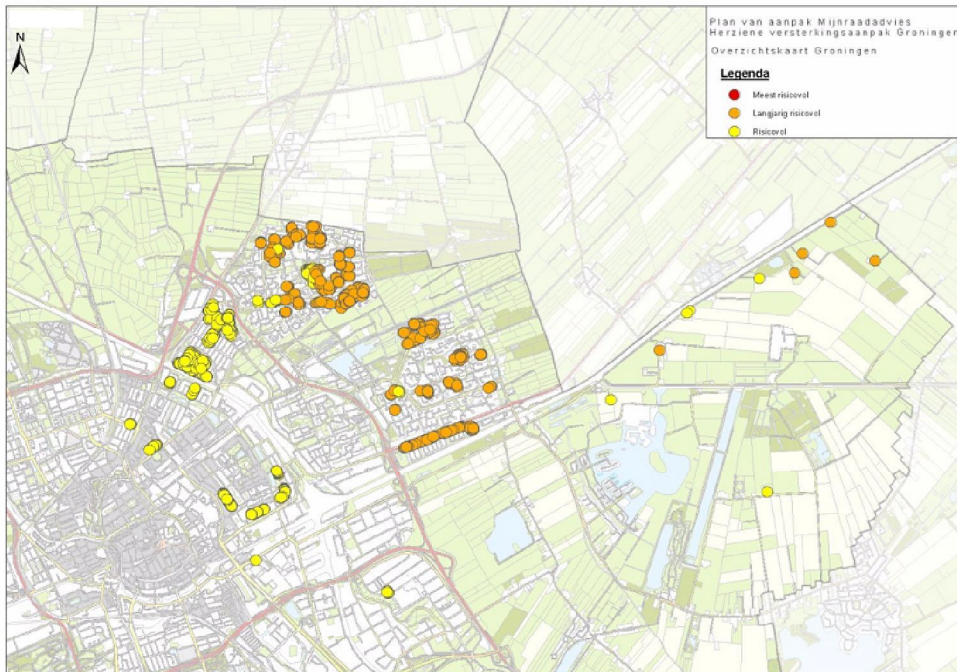 Plan van aanpak Mijnraadadvies
Herziene versterkingsaanpak Groningen
Overzichtskaart Groningen
N
Legenda
Meest risicovol
Langjarig risicovol
Risicovol